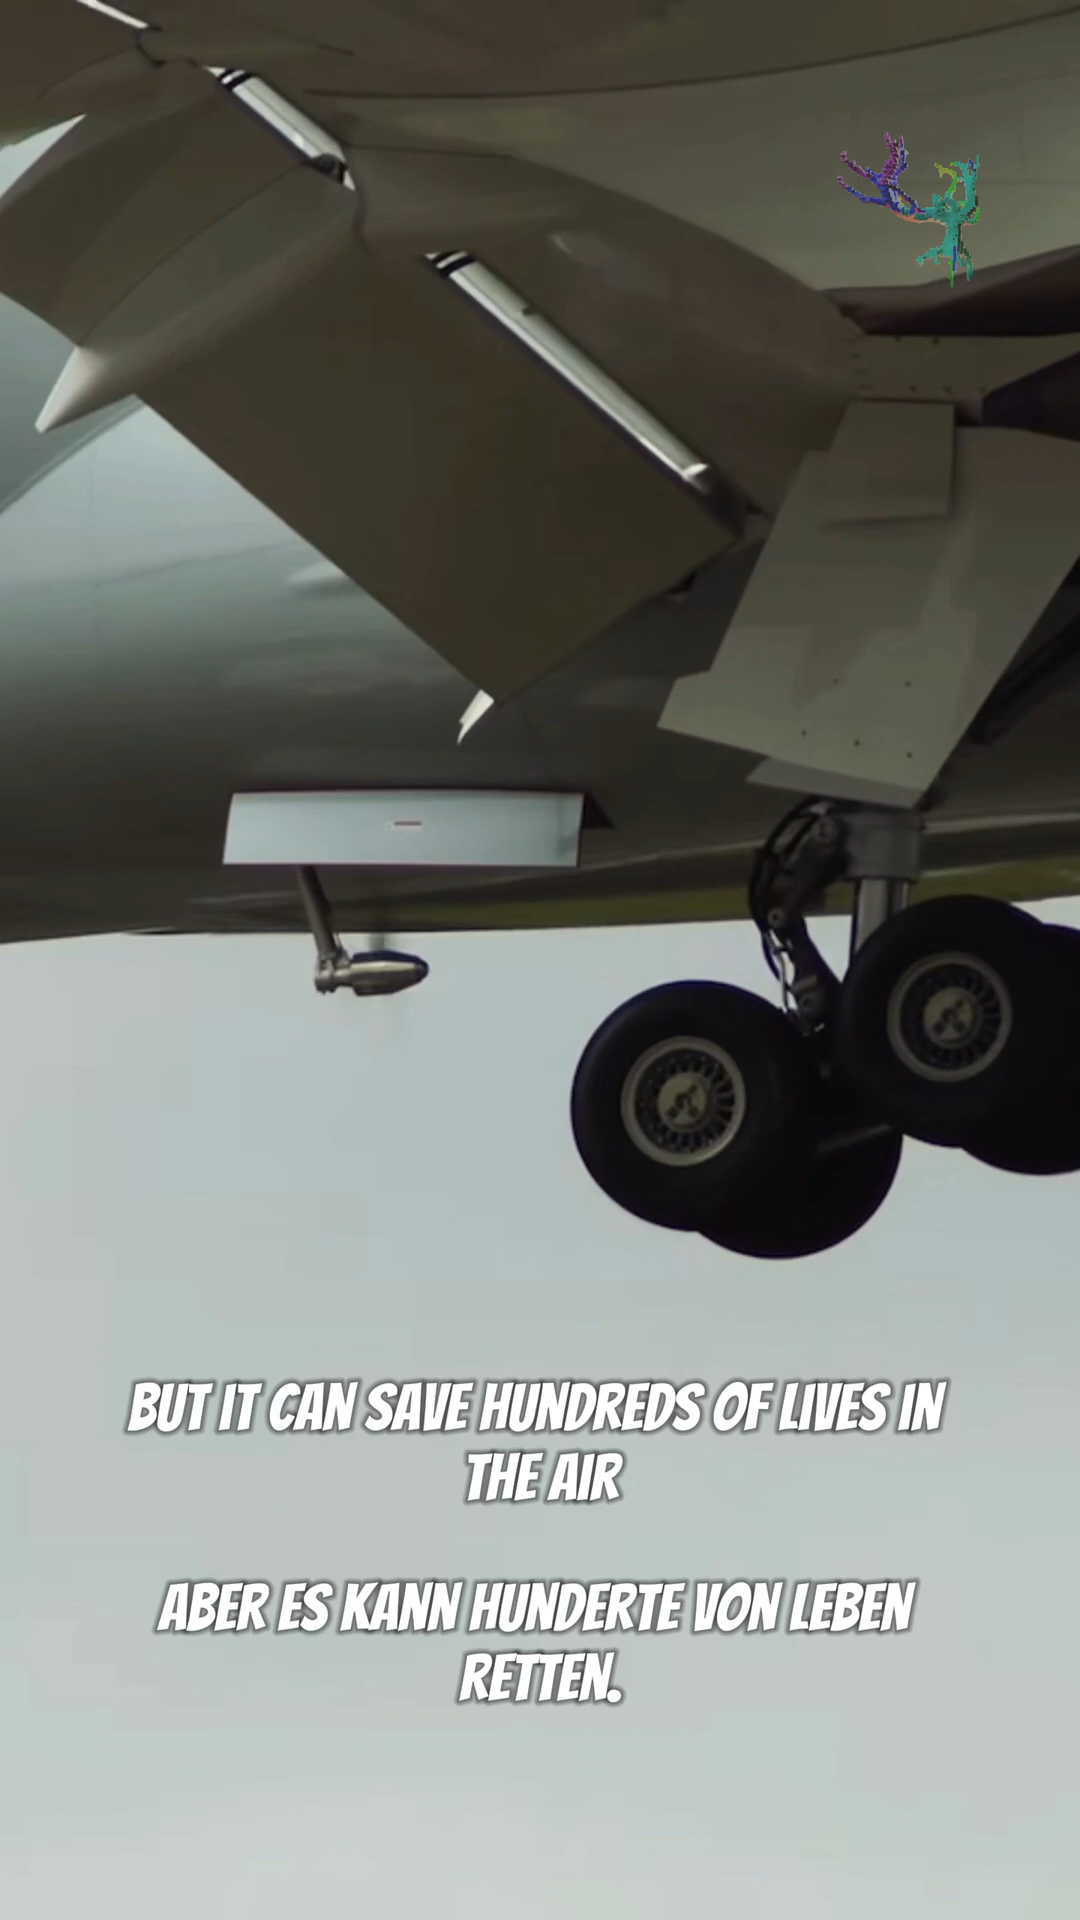 BUT IT CAN SAVE HUNDREDS OF LIVES IN
THE AIR
ABER ES KANN HUNDERTE VON LEBEN
RETTEN.